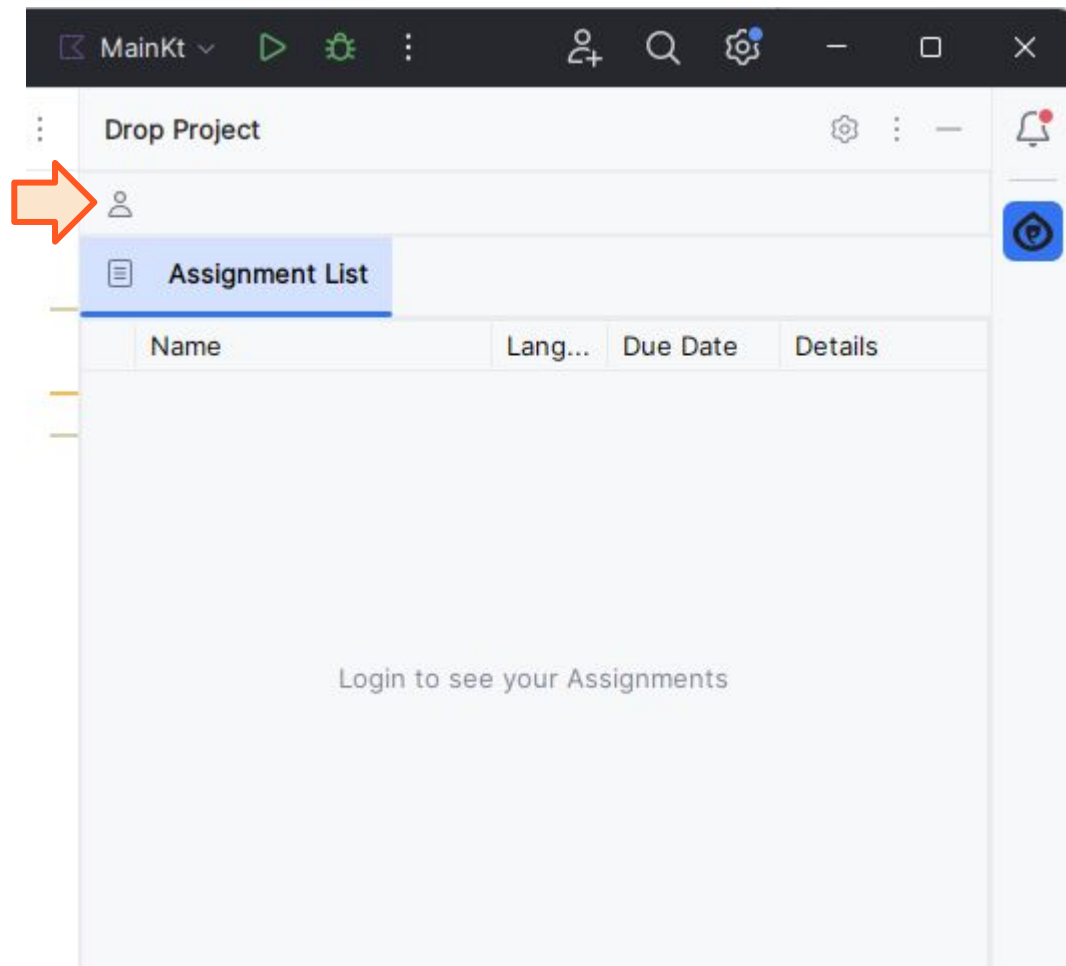 MainKt
Drop Project
Assignment List
Name Lang... Due Date Details
Login to see your Assignments